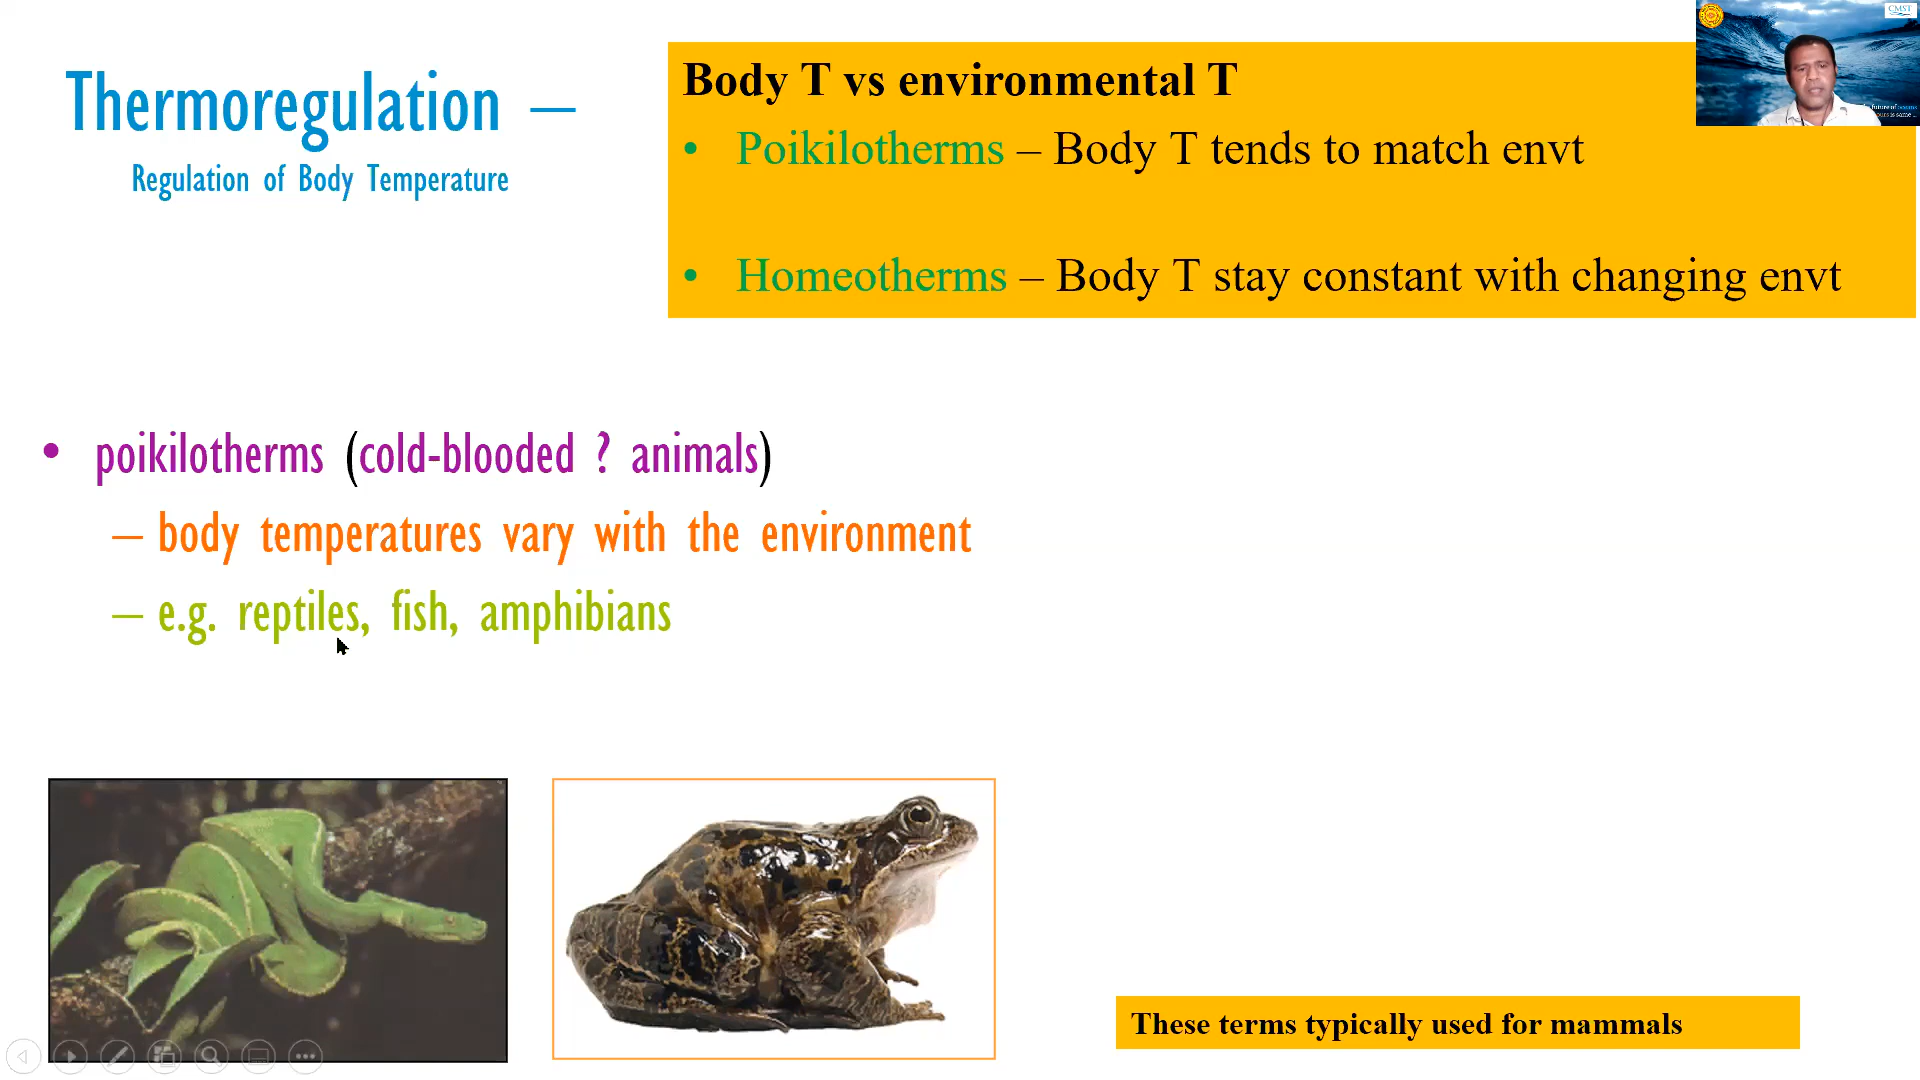 Thermoregulation –
Regulation of Body Temperature
Body T vs environmental T
• Poikilotherms – Body T tends to match envt
• Homeotherms – Body T stay constant with changing envt
CMST
• poikilotherms (cold-blooded ? animals)
– body temperatures vary with the environment
– e.g. reptiles, fish, amphibians
These terms typically used for mammals